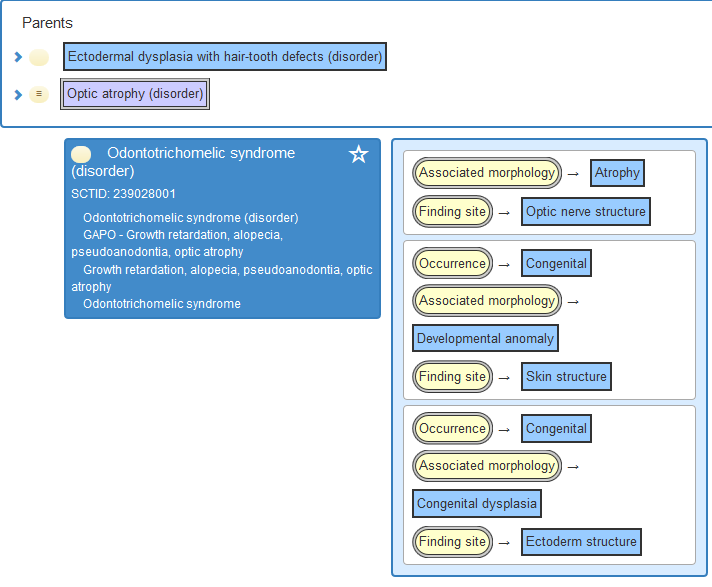 Parents
Ectodermal dysplasia with hair-tooth defects (disorder)
≡ Optic atrophy (disorder)
Odontotrichomelic syndrome
(disorder)
SCTID: 239028001
Odontotrichomelic syndrome (disorder)
GAPO - Growth retardation, alopecia,
pseudoanodontia, optic atrophy
Growth retardation, alopecia, pseudoanodontia, optic
atrophy
Odontotrichomelic syndrome
Associated morphology → Atrophy
Finding site → Optic nerve structure
Occurrence → Congenital
Associated morphology →
Developmental anomaly
Finding site → Skin structure
Occurrence → Congenital
Associated morphology →
Congenital dysplasia
Finding site → Ectoderm structure